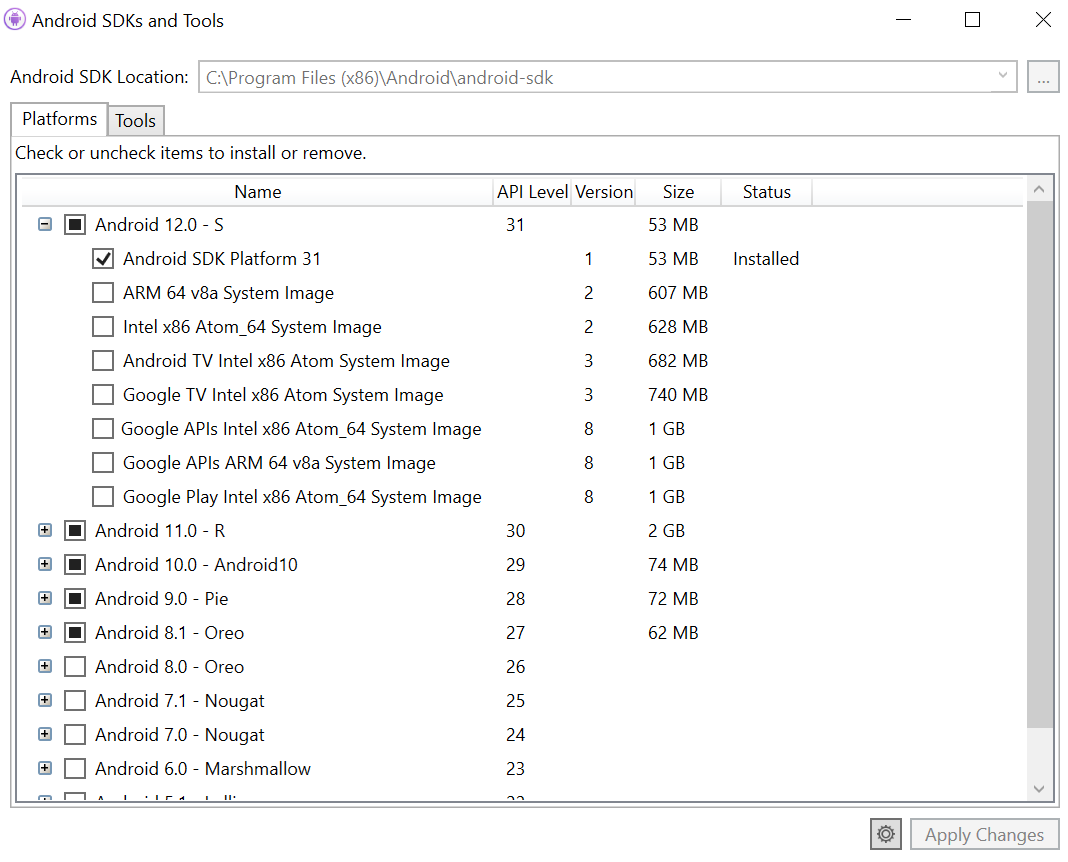 Android SDKs and Tools
Android SDK Location: C:\Program Files (x86)\Android\android-sdk ...
Platforms Tools
Check or uncheck items to install or remove.
Name API Level Version Size Status
Android 12.0 - S 31 53 MB
Android SDK Platform 31 1 53 MB Installed
ARM 64 v8a System Image 2 607 MB
Intel x86 Atom_64 System Image 2 628 MB
Android TV Intel x86 Atom System Image 3 682 MB
Google TV Intel x86 Atom System Image 3 740 MB
Google APIs Intel x86 Atom_64 System Image 8 1 GB
Google APIs ARM 64 v8a System Image 8 1 GB
Google Play Intel x86 Atom_64 System Image 8 1 GB
Android 11.0 - R 30 2 GB
Android 10.0 - Android10 29 74 MB
Android 9.0 - Pie 28 72 MB
Android 8.1 - Oreo 27 62 MB
Android 8.0 - Oreo 26
Android 7.1 - Nougat 25
Android 7.0 - Nougat 24
Android 6.0 - Marshmallow 23
Apply Changes